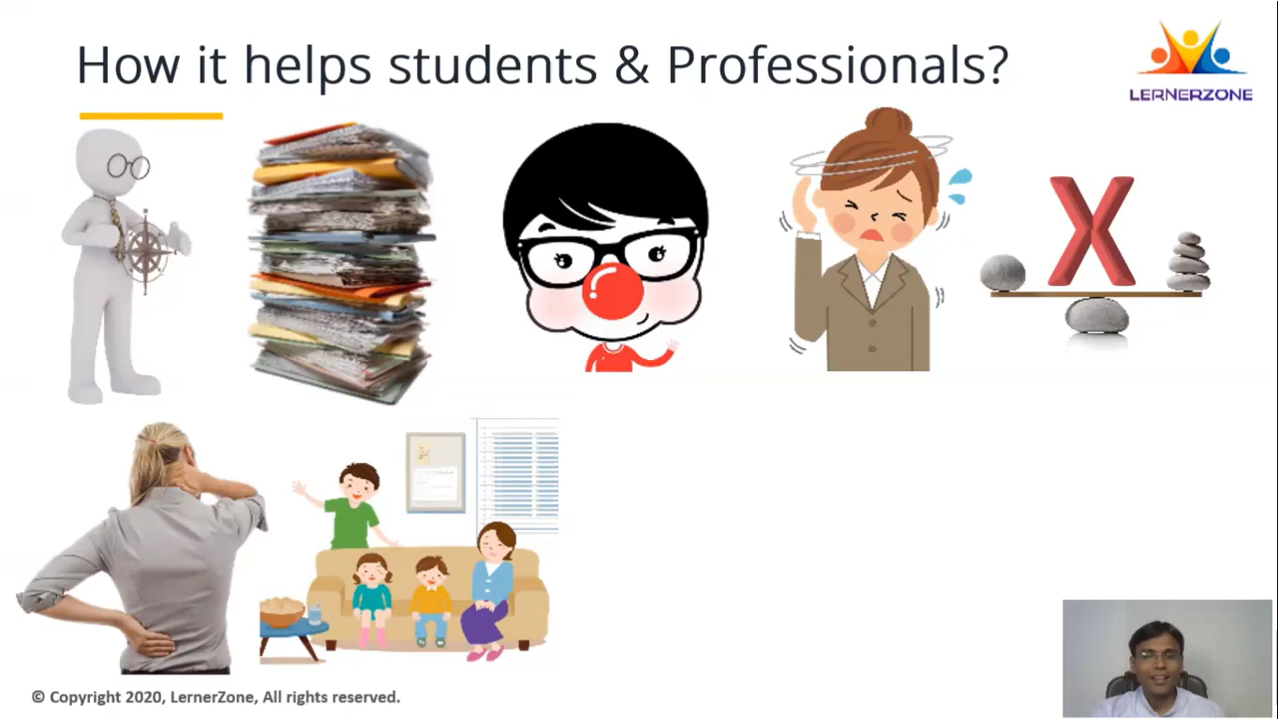 How it helps students & Professionals?
LERNERZONE
X
© Copyright 2020, LernerZone, All rights reserved.